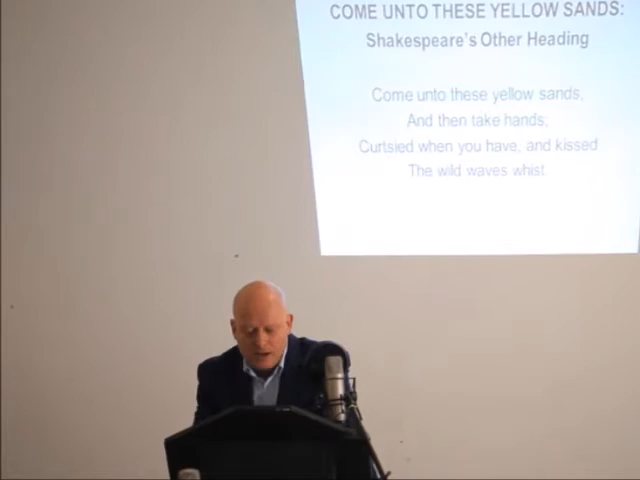 COME UNTO THESE YELLOW SANDS:
Shakespeare's Other Heading
Come unto these yellow sands,
And then take hands;
Curtsied when you have, and kissed
The wild waves whist.